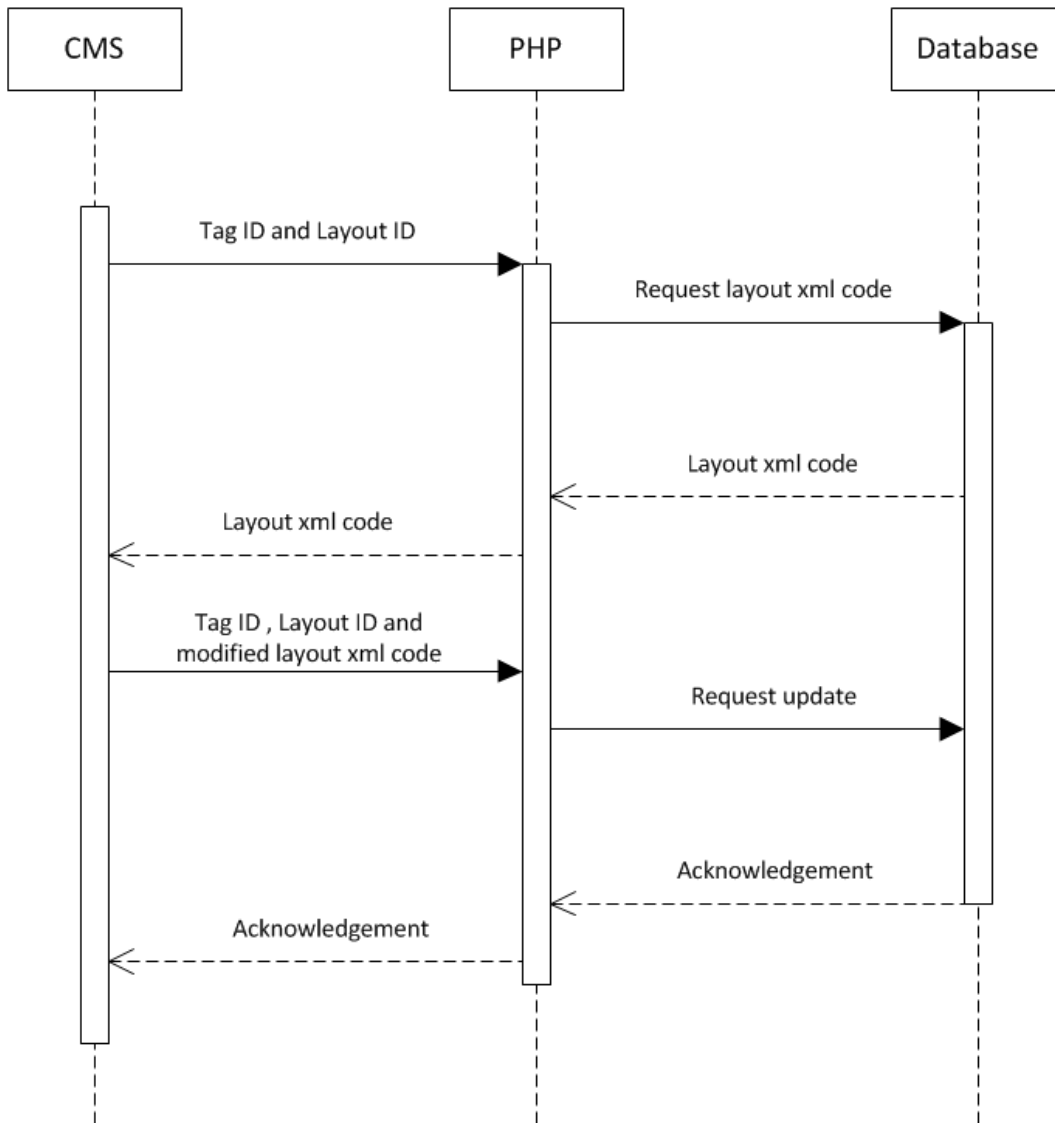 CMS
PHP
Database
Tag ID and Layout ID
Request layout xml code
Layout xml code
Layout xml code
Tag ID , Layout ID and
modified layout xml code
Request update
Acknowledgement
Acknowledgement